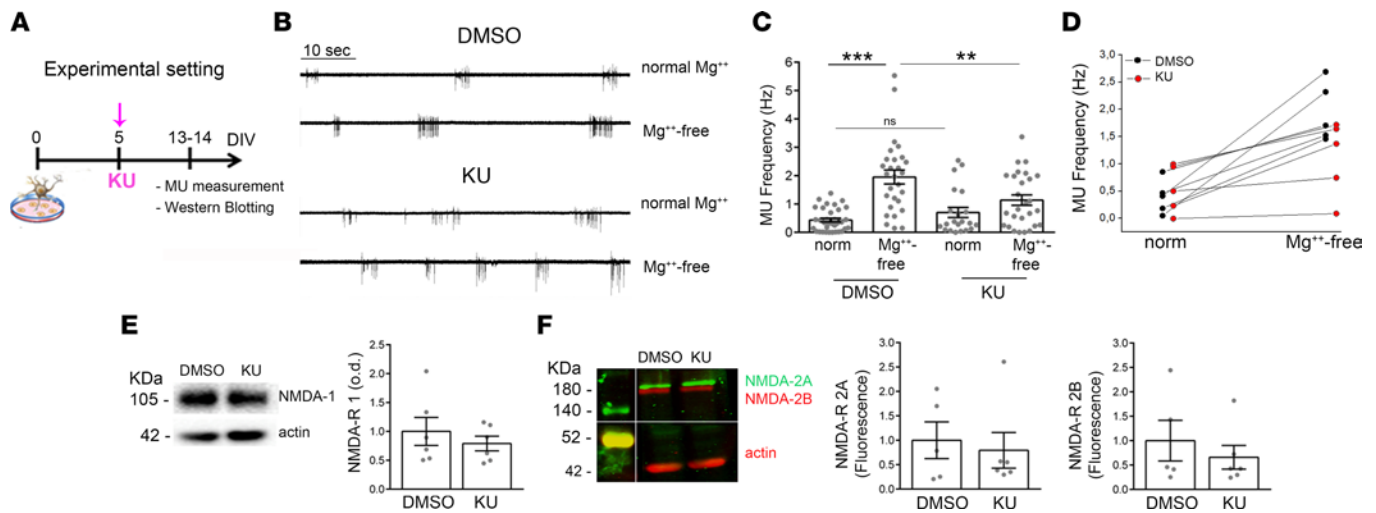 A
Experimental setting
0
5
13-14
DIV
KU
- MU measurement
- Western Blotting
B
DMSO
10 sec
normal Mg⁺⁺
Mg⁺⁺-free
KU
normal Mg⁺⁺
Mg⁺⁺-free
C
MU Frequency (Hz)
6
5
4
3
2
1
0
***
**
ns
norm
Mg⁺⁺-
free
norm
Mg⁺⁺-
free
DMSO
KU
D
MU Frequency (Hz)
3,0
2,5
2,0
1,5
1,0
0,5
0,0
DMSO
KU
norm
Mg⁺⁺-free
E
KDa
DMSO KU
105 -
NMDA-1
42 -
actin
NMDA-R 1 (o.d.)
2.0
1.5
1.0
0.5
0.0
DMSO
KU
F
KDa
DMSO KU
180 -
140 -
52 -
42 -
NMDA-2A
NMDA-2B
actin
NMDA-R 2A
(Fluorescence)
3.0
2.5
2.0
1.5
1.0
0.5
0.0
DMSO
KU
NMDA-R 2B
(Fluorescence)
3.0
2.5
2.0
1.5
1.0
0.5
0.0
DMSO
KU